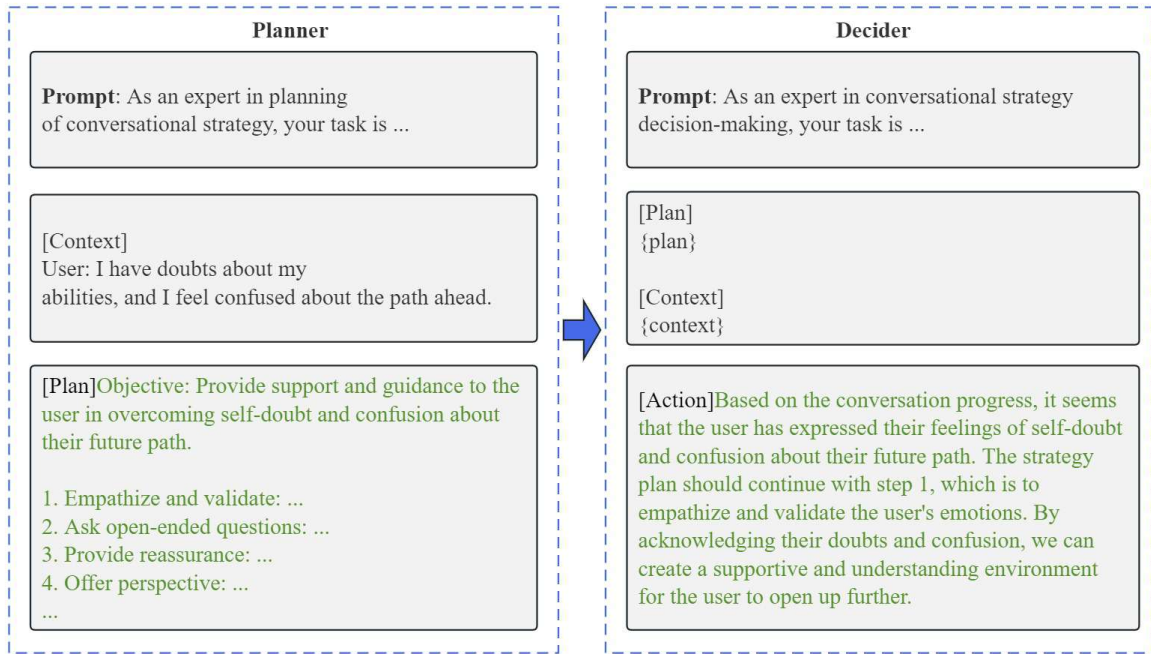 Planner
Prompt: As an expert in planning
of conversational strategy, your task is ...
[Context]
User: I have doubts about my
abilities, and I feel confused about the path ahead.
[Plan]Objective: Provide support and guidance to the
user in overcoming self-doubt and confusion about
their future path.
1. Empathize and validate: ...
2. Ask open-ended questions: ...
3. Provide reassurance: ...
4. Offer perspective: ...
...
Decider
Prompt: As an expert in conversational strategy
decision-making, your task is ...
[Plan]
{plan}
[Context]
{context}
[Action]Based on the conversation progress, it seems
that the user has expressed their feelings of self-doubt
and confusion about their future path. The strategy
plan should continue with step 1, which is to
empathize and validate the user's emotions. By
acknowledging their doubts and confusion, we can
create a supportive and understanding environment
for the user to open up further.